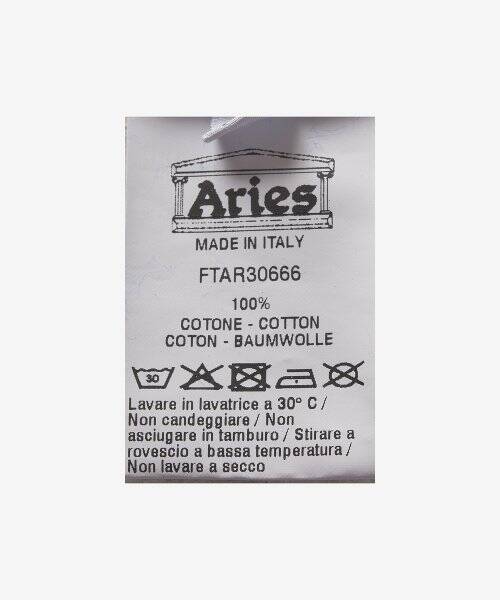 Aries
MADE IN ITALY
FTAR30666
100%
COTONE - COTTON
COTON - BAUMWOLLE
30
Lavare in lavatrice a 30° C /
Non candeggiare / Non
asciugare in tamburo / Stirare a
rovescio a bassa temperatura /
Non lavare a secco